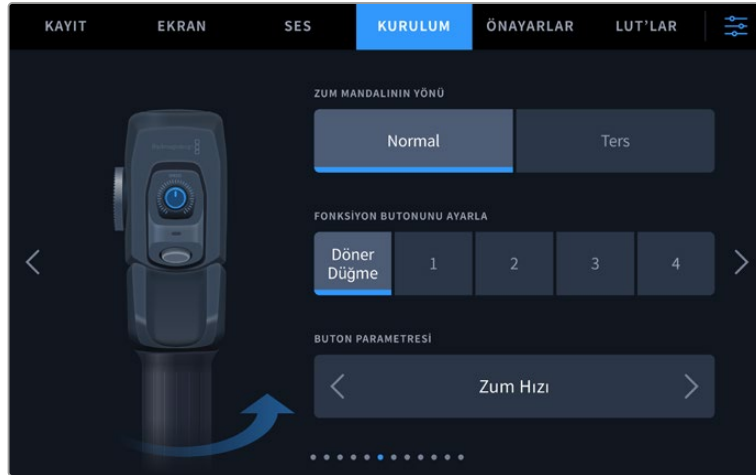 KAYIT EKRAN SES KURULUM ÖNAYARLAR LUT’LAR
ZUM MANDALININ YÖNÜ
Normal Ters
FONKSİYON BUTONUNU AYARLA
Döner
Düğme 1 2 3 4
BUTON PARAMETRESİ
Zum Hızı